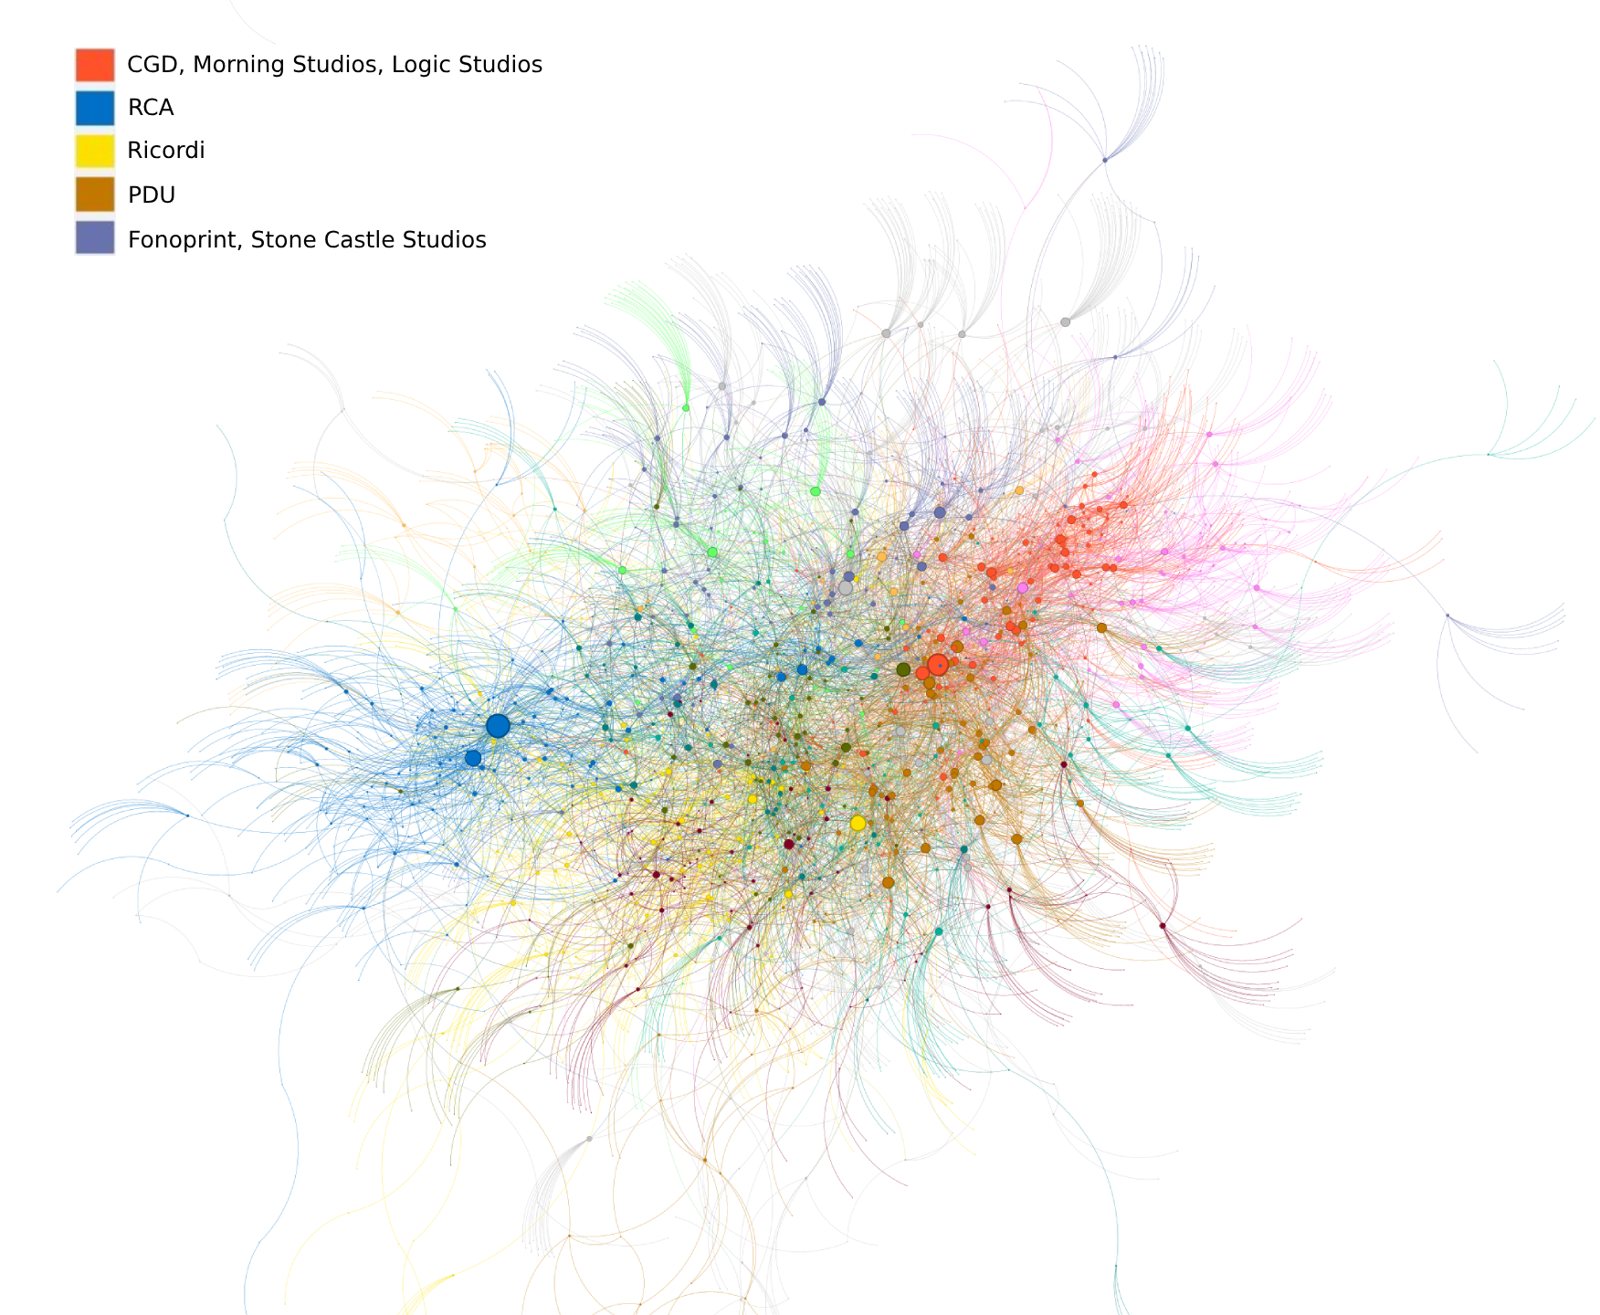 CGD, Morning Studios, Logic Studios
RCA
Ricordi
PDU
Fonoprint, Stone Castle Studios